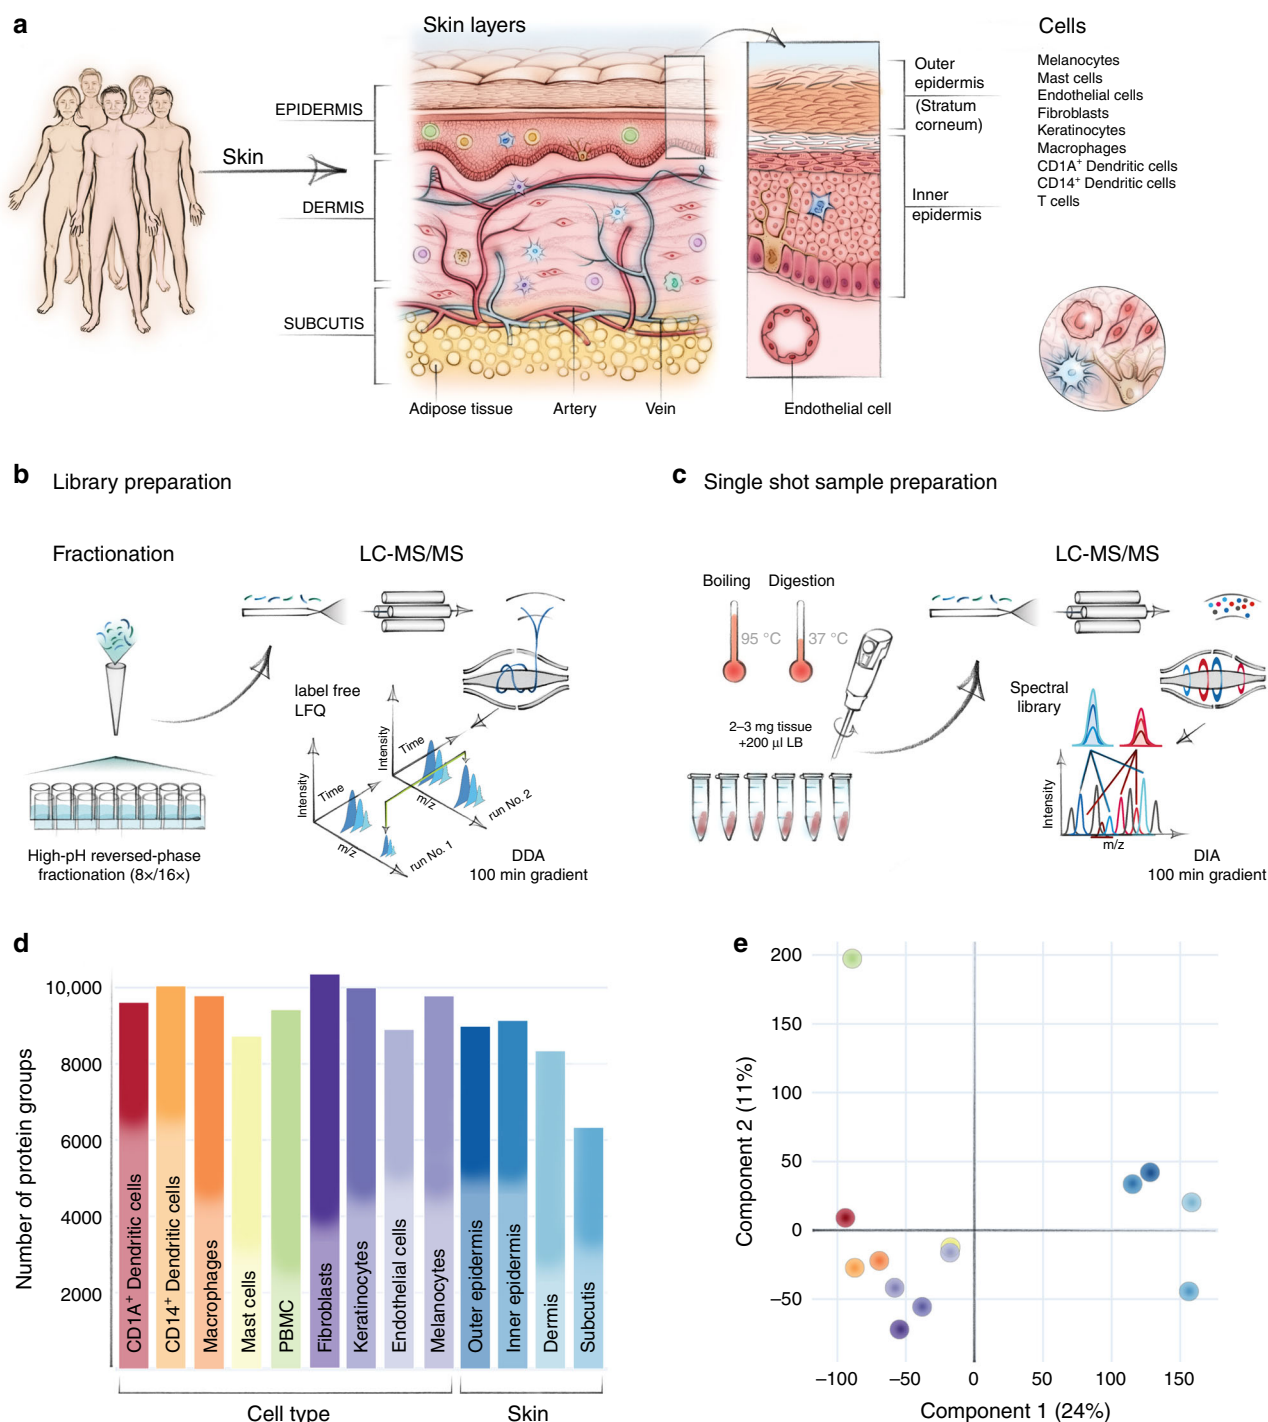 a
Skin layers
Cells
Skin
EPIDERMIS
DERMIS
SUBCUTIS
Adipose tissue
Artery
Vein
Endothelial cell
Outer
epidermis
(Stratum
corneum)
Inner
epidermis
Melanocytes
Mast cells
Endothelial cells
Fibroblasts
Keratinocytes
Macrophages
CD1A⁺ Dendritic cells
CD14⁺ Dendritic cells
T cells
b
Library preparation
Fractionation
LC-MS/MS
High-pH reversed-phase
fractionation (8×/16×)
label free
LFQ
Intensity
Time
m/z
run No. 1
Intensity
Time
m/z
run No. 2
DDA
100 min gradient
c
Single shot sample preparation
Boiling
Digestion
95 °C
37 °C
2–3 mg tissue
+200 µl LB
LC-MS/MS
Spectral
library
Intensity
m/z
DIA
100 min gradient
d
Number of protein groups
10,000
8000
6000
4000
2000
CD1A⁺ Dendritic cells
CD14⁺ Dendritic cells
Macrophages
Mast cells
PBMC
Fibroblasts
Keratinocytes
Endothelial cells
Melanocytes
Outer epidermis
Inner epidermis
Dermis
Subcutis
Cell type
Skin
e
Component 2 (11%)
200
150
100
50
0
–50
–100
–50
0
50
100
150
Component 1 (24%)